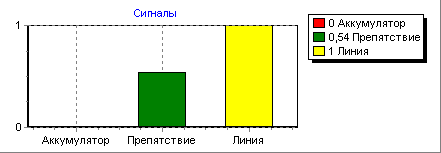 Сигналы
1
0
Аккумулятор Препятствие Линия
0 Аккумулятор
0,54 Препятствие
1 Линия